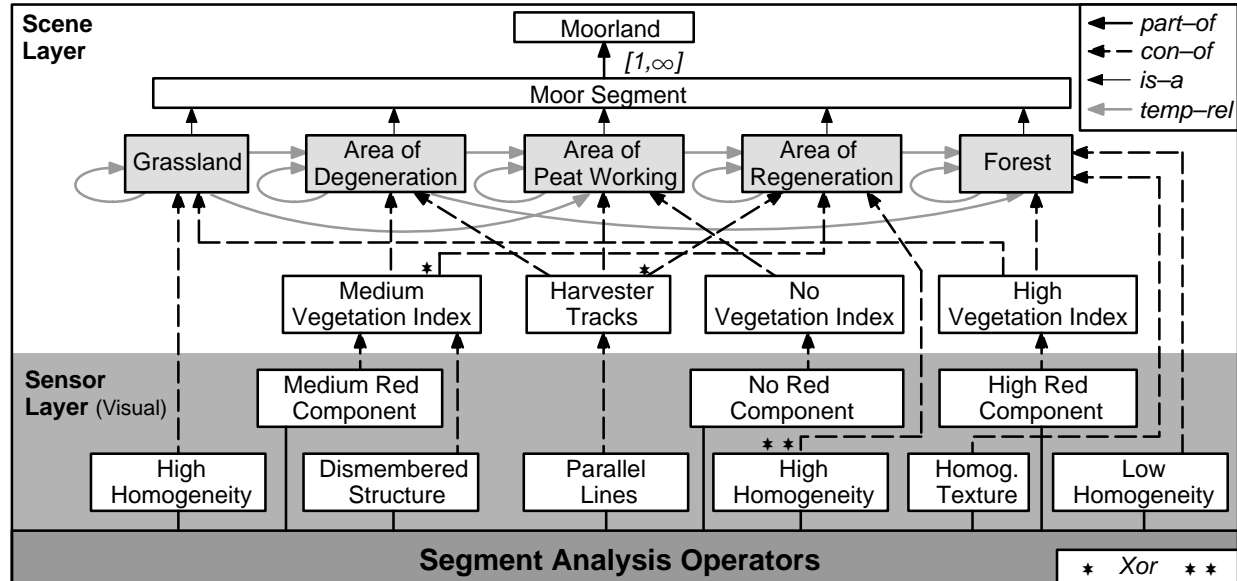 Scene
Layer
Moorland
[1,∞]
part–of
con–of
is–a
temp–rel
Moor Segment
Grassland
Area of
Degeneration
Area of
Peat Working
Area of
Regeneration
Forest
Medium
Vegetation Index
Harvester
Tracks
No
Vegetation Index
High
Vegetation Index
Sensor
Layer (Visual)
Medium Red
Component
No Red
Component
High Red
Component
High
Homogeneity
Dismembered
Structure
Parallel
Lines
High
Homogeneity
Homog.
Texture
Low
Homogeneity
Segment Analysis Operators
Xor